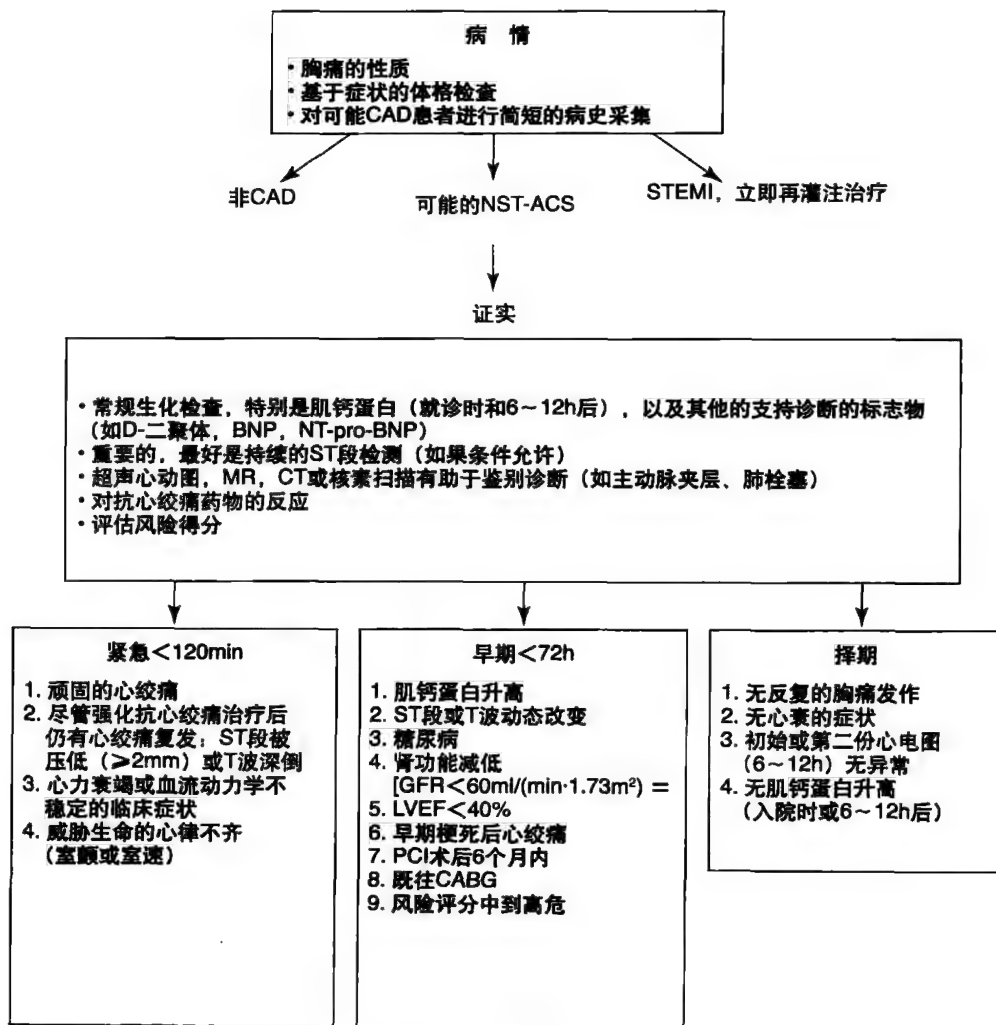 病 情
• 胸痛的性质
• 基于症状的体格检查
• 对可能CAD患者进行简短的病史采集
非CAD
可能的NST-ACS
STEMI，立即再灌注治疗
证实
• 常规生化检查，特别是肌钙蛋白（就诊时和6～12h后），以及其他的支持诊断的标志物
（如D-二聚体，BNP，NT-pro-BNP）
• 重要的，最好是持续的ST段检测（如果条件允许）
• 超声心动图，MR，CT或核素扫描有助于鉴别诊断（如主动脉夹层、肺栓塞）
• 对抗心绞痛药物的反应
• 评估风险得分
紧急＜120min
1. 顽固的心绞痛
2. 尽管强化抗心绞痛治疗后
仍有心绞痛复发；ST段被
压低（≥2mm）或T波深倒
3. 心力衰竭或血流动力学不
稳定的临床症状
4. 威胁生命的心律不齐
（室颤或室速）
早期＜72h
1. 肌钙蛋白升高
2. ST段或T波动态改变
3. 糖尿病
4. 肾功能减低
[GFR＜60ml/(min·1.73m²) =
5. LVEF＜40%
6. 早期梗死后心绞痛
7. PCI术后6个月内
8. 既往CABG
9. 风险评分中到高危
择期
1. 无反复的胸痛发作
2. 无心衰的症状
3. 初始或第二份心电图
（6～12h）无异常
4. 无肌钙蛋白升高
（入院时或6～12h后）